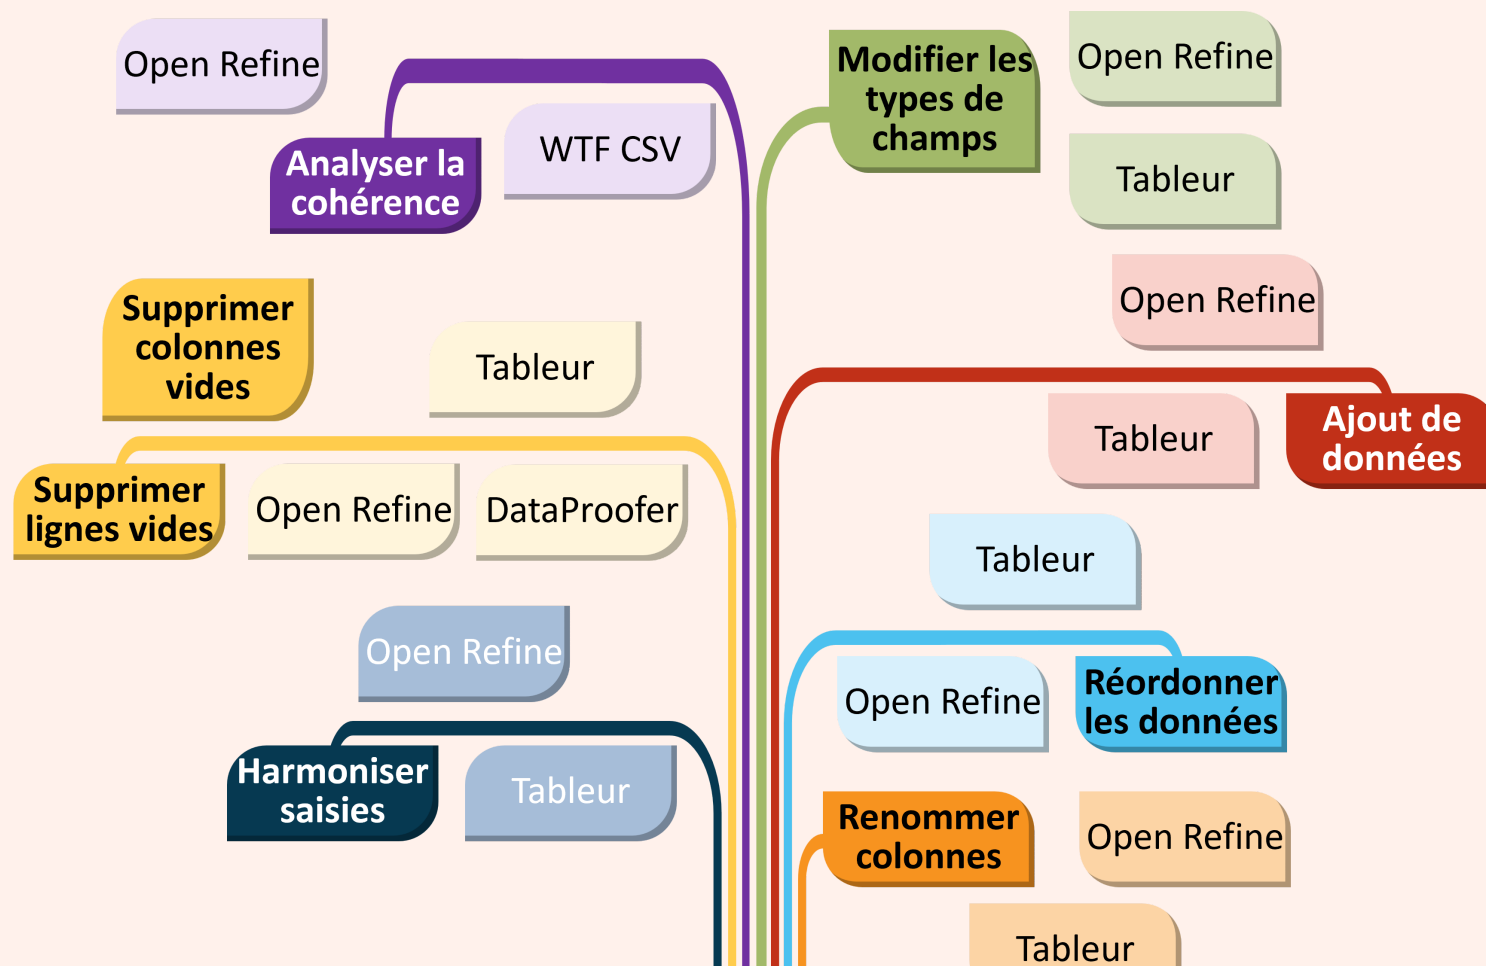 Open Refine
WTF CSV
Analyser la
cohérence
Supprimer
colonnes
vides
Tableur
Supprimer
lignes vides
Open Refine
DataProofer
Open Refine
Harmoniser
saisies
Tableur
Modifier les
types de
champs
Open Refine
Tableur
Open Refine
Tableur
Ajout de
données
Tableur
Open Refine
Réordonner
les données
Renommer
colonnes
Open Refine
Tableur